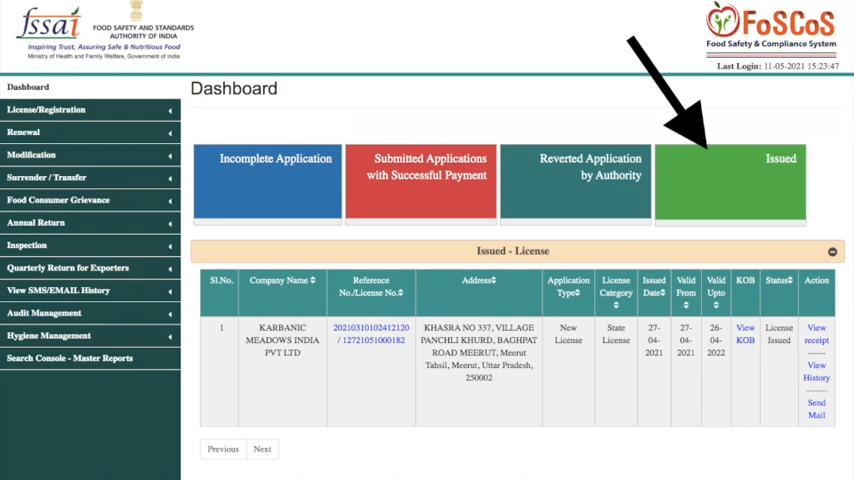 fssai
FOOD SAFETY AND STANDARDS
AUTHORITY OF INDIA
Inspiring Trust, Assuring Safe & Nutritious Food
Ministry of Health and Family Welfare, Government of India
FoSCoS
Food Safety & Compliance System
Last Login: 11-05-2021 15:23:47
Dashboard
License/Registration
Renewal
Modification
Surrender / Transfer
Food Consumer Grievance
Annual Return
Inspection
Quarterly Return for Exporters
View SMS/EMAIL History
Audit Management
Hygiene Management
Search Console - Master Reports
Dashboard
Incomplete Application
Submitted Applications
with Successful Payment
Reverted Application
by Authority
Issued
Issued - License
Sl.No.
Company Name
Reference
No./License No.
Address
Application
Type
License
Category
Issued
Date
Valid
From
Valid
Upto
KOB
Status
Action
1
KARBANIC
MEADOWS INDIA
PVT LTD
20210310102412120
/ 12721051000182
KHASRA NO 337, VILLAGE
PANCHLI KHURD, BAGHPAT
ROAD MEERUT, Meerut
Tahsil, Meerut, Uttar Pradesh,
250002
New
License
State
License
27-
04-
2021
27-
04-
2021
26-
04-
2022
View
KOB
License
Issued
View
receipt
------
View
History
-------
Send
Mail
Previous
Next